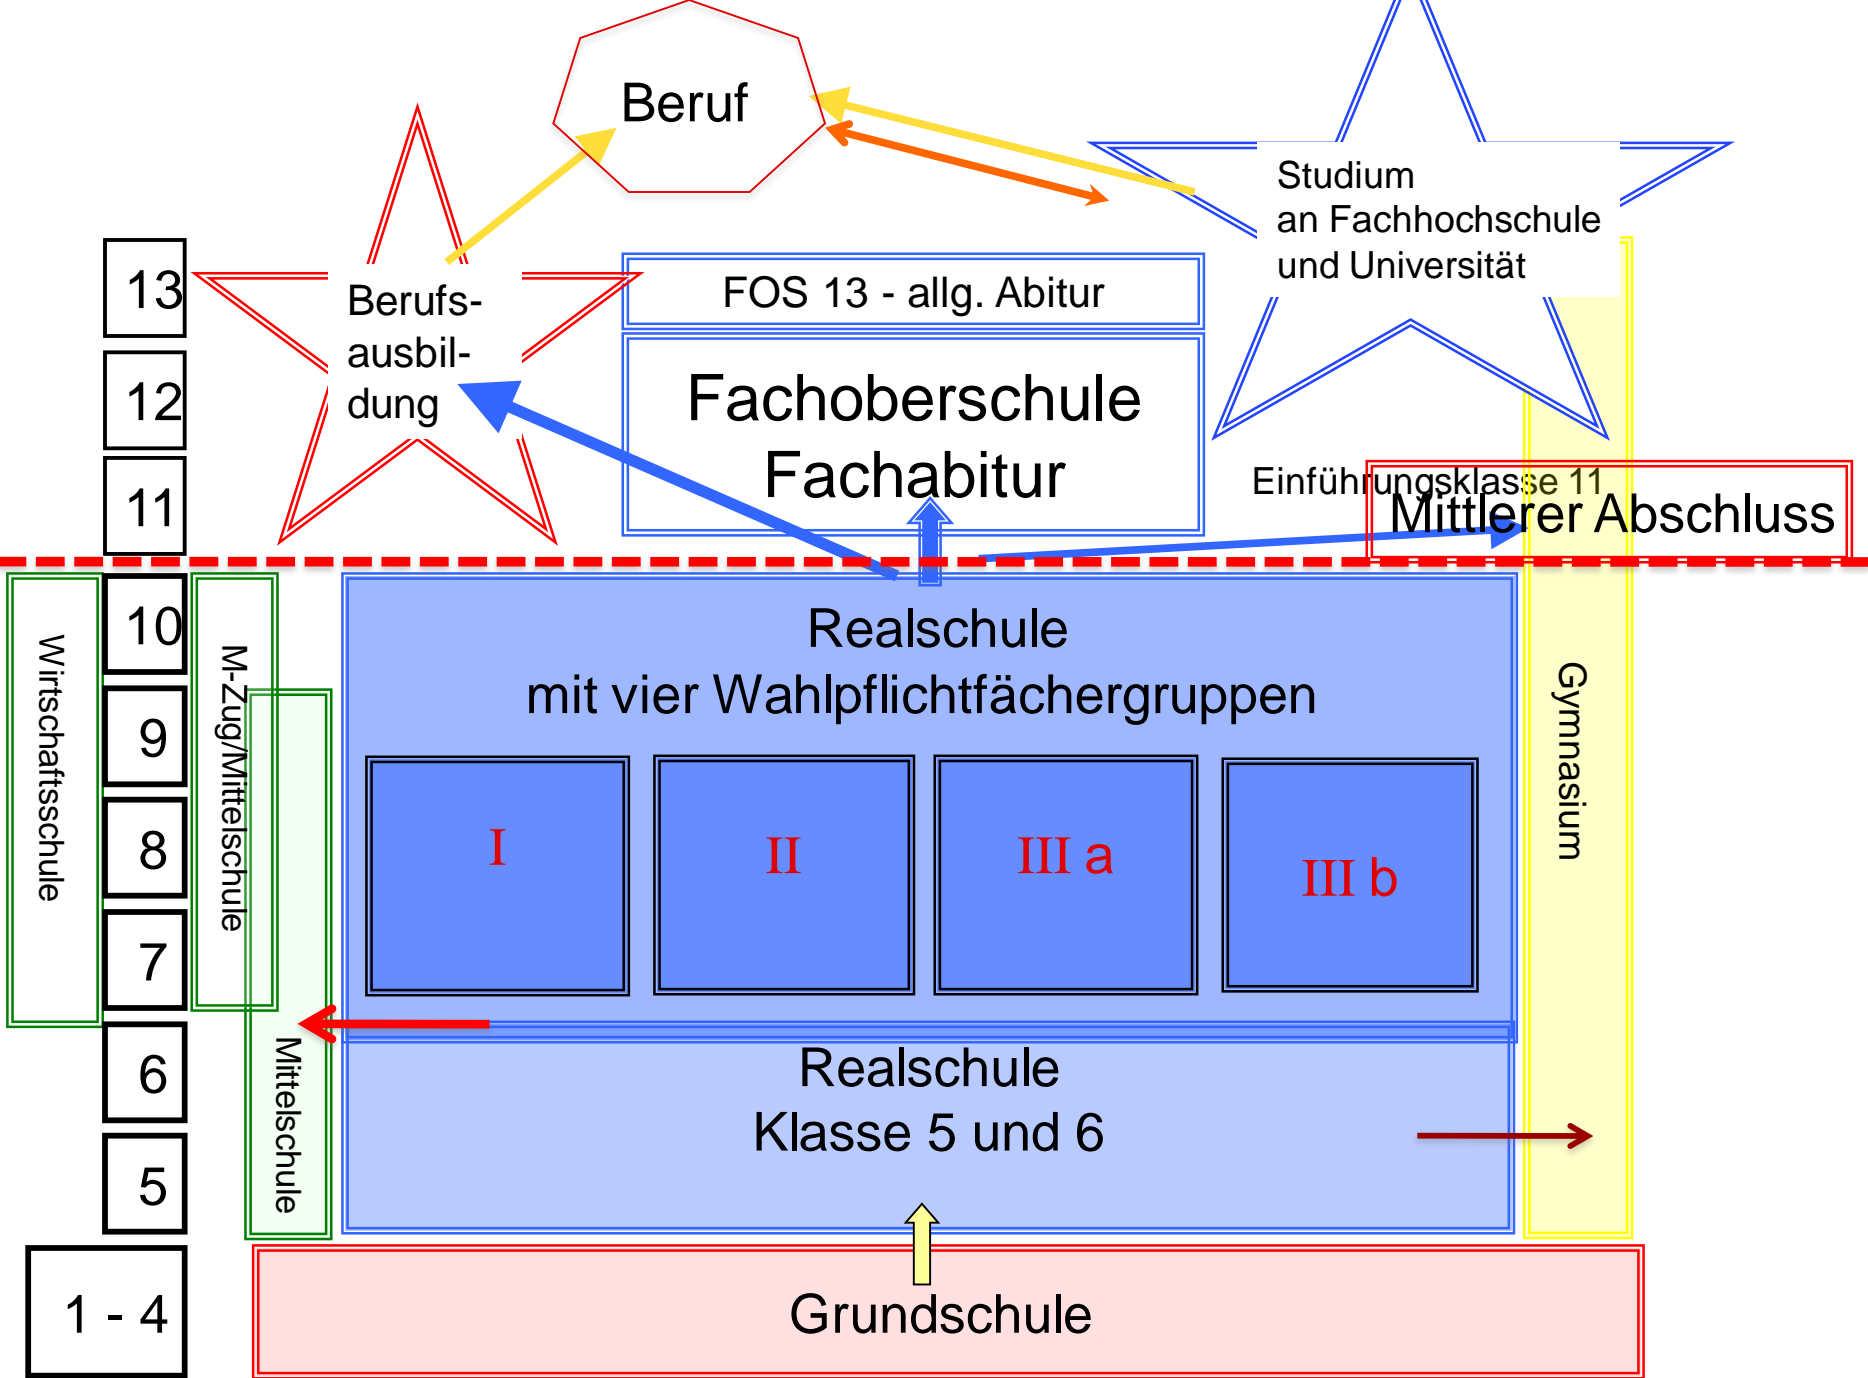 Beruf
Studium
an Fachhochschule
und Universität
13
Berufs-
ausbil-
dung
FOS 13 - allg. Abitur
12
Fachoberschule
Fachabitur
11
Einführungsklasse 11
Mittlerer Abschluss
10
Realschule
mit vier Wahlpflichtfächergruppen
Wirtschaftsschule
M-Zug/Mittelschule
Gymnasium
9
8
I
II
III a
III b
7
6
Mittelschule
Realschule
Klasse 5 und 6
5
1 - 4
Grundschule